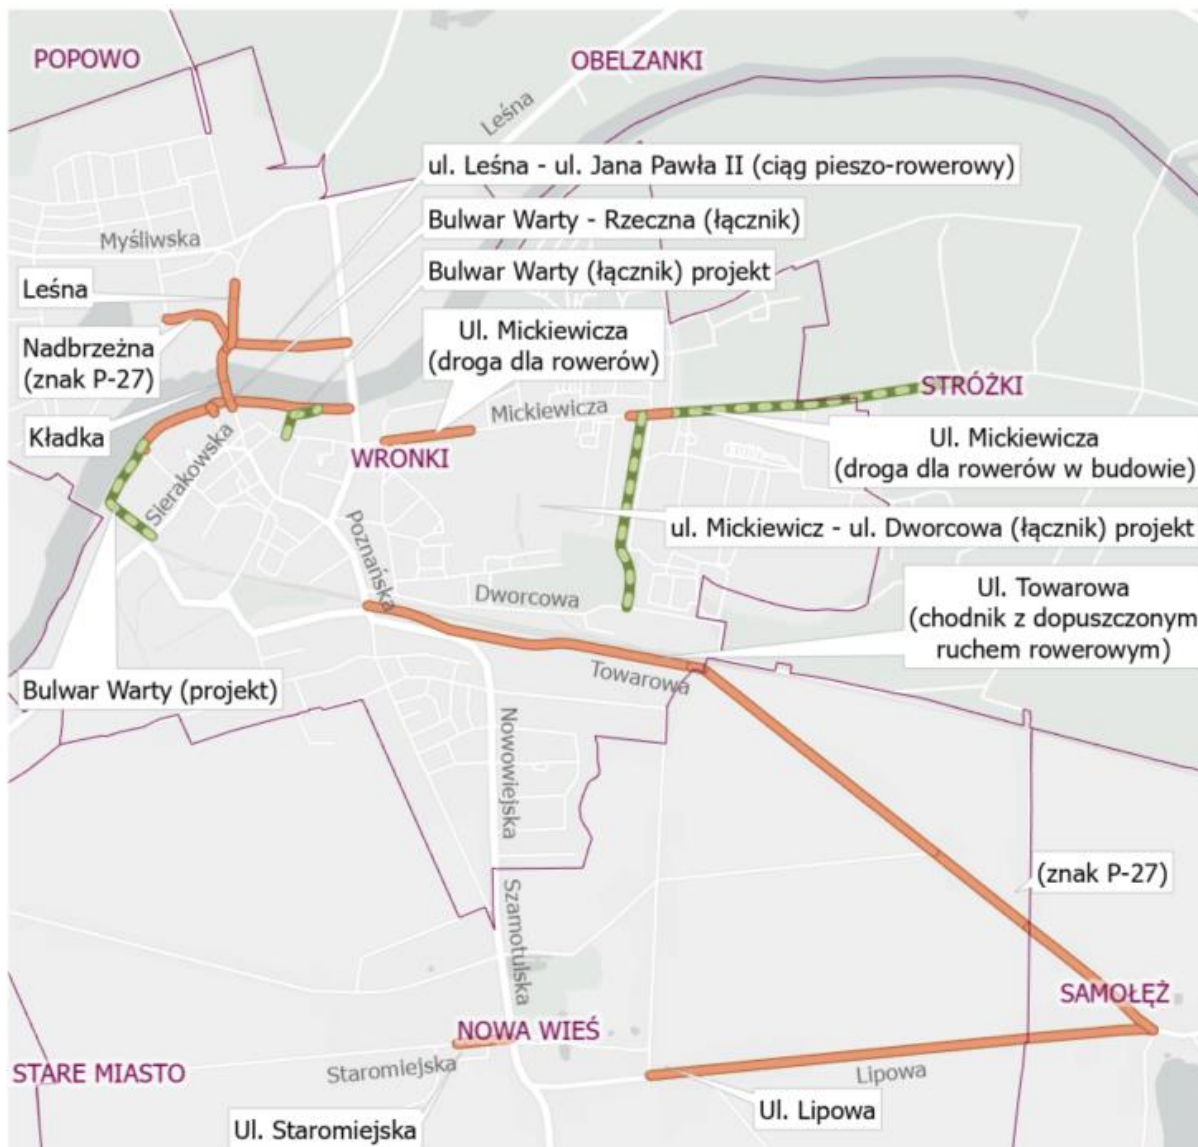 POPOWO
OBELZANKI
Leśna
ul. Leśna - ul. Jana Pawła II (ciąg pieszo-rowerowy)
Bulwar Warty - Rzeczna (łącznik)
Myśliwska
Bulwar Warty (łącznik) projekt
Leśna
Nadbrzeżna
(znak P-27)
Ul. Mickiewicza
(droga dla rowerów)
STRÓŻKI
Mickiewicza
Kładka
Sierakowska
WRONKI
Ul. Mickiewicza
(droga dla rowerów w budowie)
ul. Mickiewicz - ul. Dworcowa (łącznik) projekt
Poznańska
Dworcowa
Ul. Towarowa
(chodnik z dopuszczonym
ruchem rowerowym)
Towarowa
Bulwar Warty (projekt)
Nowowiejska
(znak P-27)
Szamotulska
SAMOŁĘŻ
NOWA WIEŚ
STARE MIASTO
Staromiejska
Lipowa
Ul. Lipowa
Ul. Staromiejska